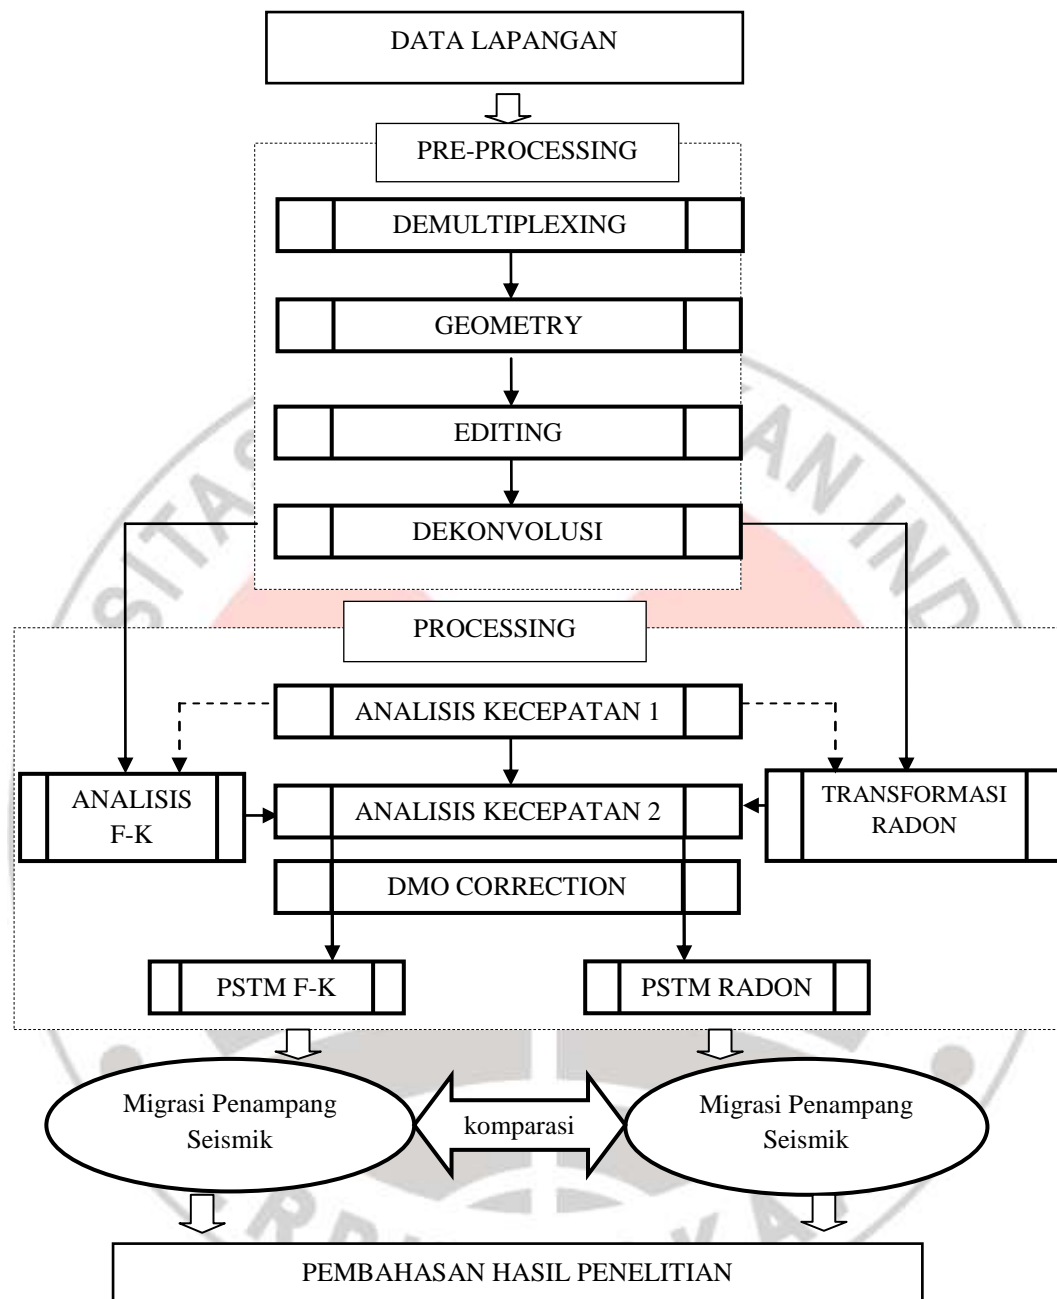 DATA LAPANGAN
PRE-PROCESSING
DEMULTIPLEXING
GEOMETRY
EDITING
DEKONVOLUSI
PROCESSING
ANALISIS KECEPATAN 1
ANALISIS
F-K
ANALISIS KECEPATAN 2
TRANSFORMASI
RADON
DMO CORRECTION
PSTM F-K
PSTM RADON
Migrasi Penampang
Seismik
komparasi
Migrasi Penampang
Seismik
PEMBAHASAN HASIL PENELITIAN